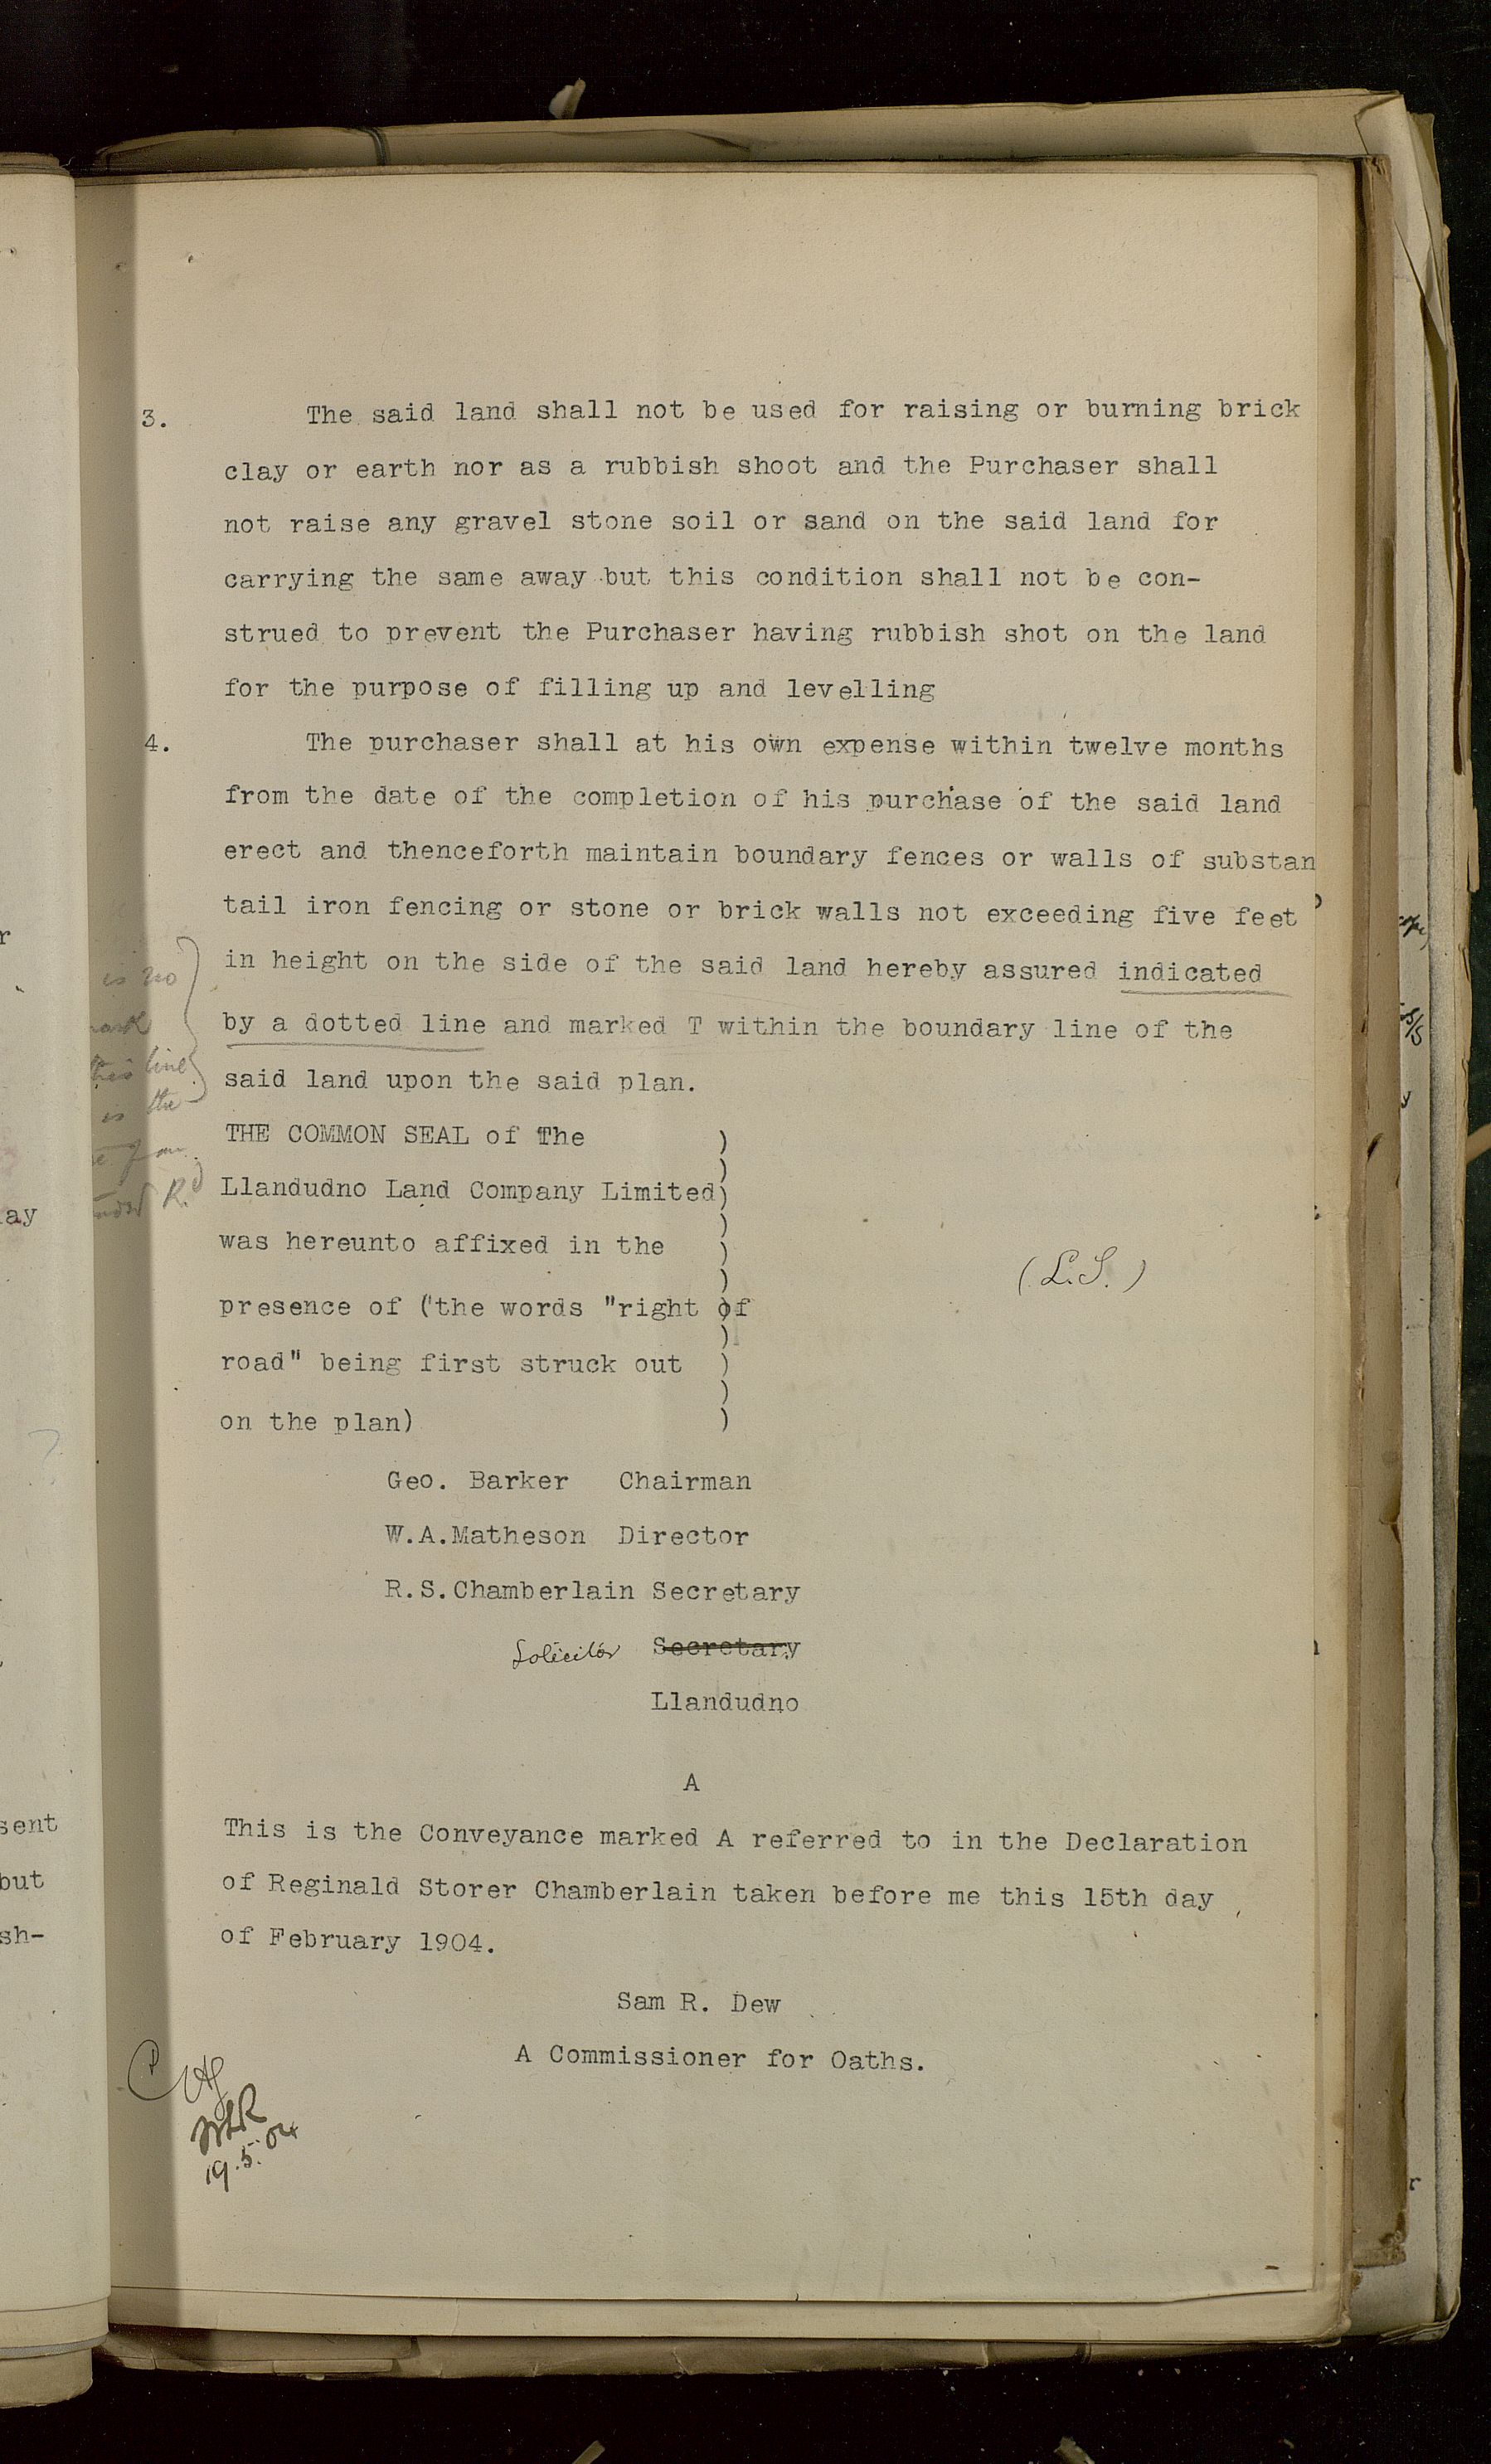 3. The said land shall not be used for raising or burning brick
clay or earth nor as a rubbish shoot and the Purchaser shall
not raise any gravel stone soil or sand on the said land for
carrying the same away but this condition shall not be con-
strued to prevent the Purchaser having rubbish shot on the land
for the purpose of filling up and levelling
4. The purchaser shall at his own expense within twelve months
from the date of the completion of his purchase of the said land
erect and thenceforth maintain boundary fences or walls of substan
tail iron fencing or stone or brick walls not exceeding five feet
in height on the side of the said land hereby assured indicated
by a dotted line and marked T within the boundary line of the
said land upon the said plan.
is no
line
is the
THE COMMON SEAL of The )
Llandudno Land Company Limited)
was hereunto affixed in the )
(L.S.)
presence of (the words "right of
road" being first struck out )
on the plan) )
Geo. Barker Chairman
W.A.Matheson Director
R.S.Chamberlain Secretary
Solicitor Secretary
Llandudno
A
This is the Conveyance marked A referred to in the Declaration
of Reginald Storer Chamberlain taken before me this 15th day
of February 1904.
Sam R. Dew
A Commissioner for Oaths.
19.5.04
ay
sent
but
sh-